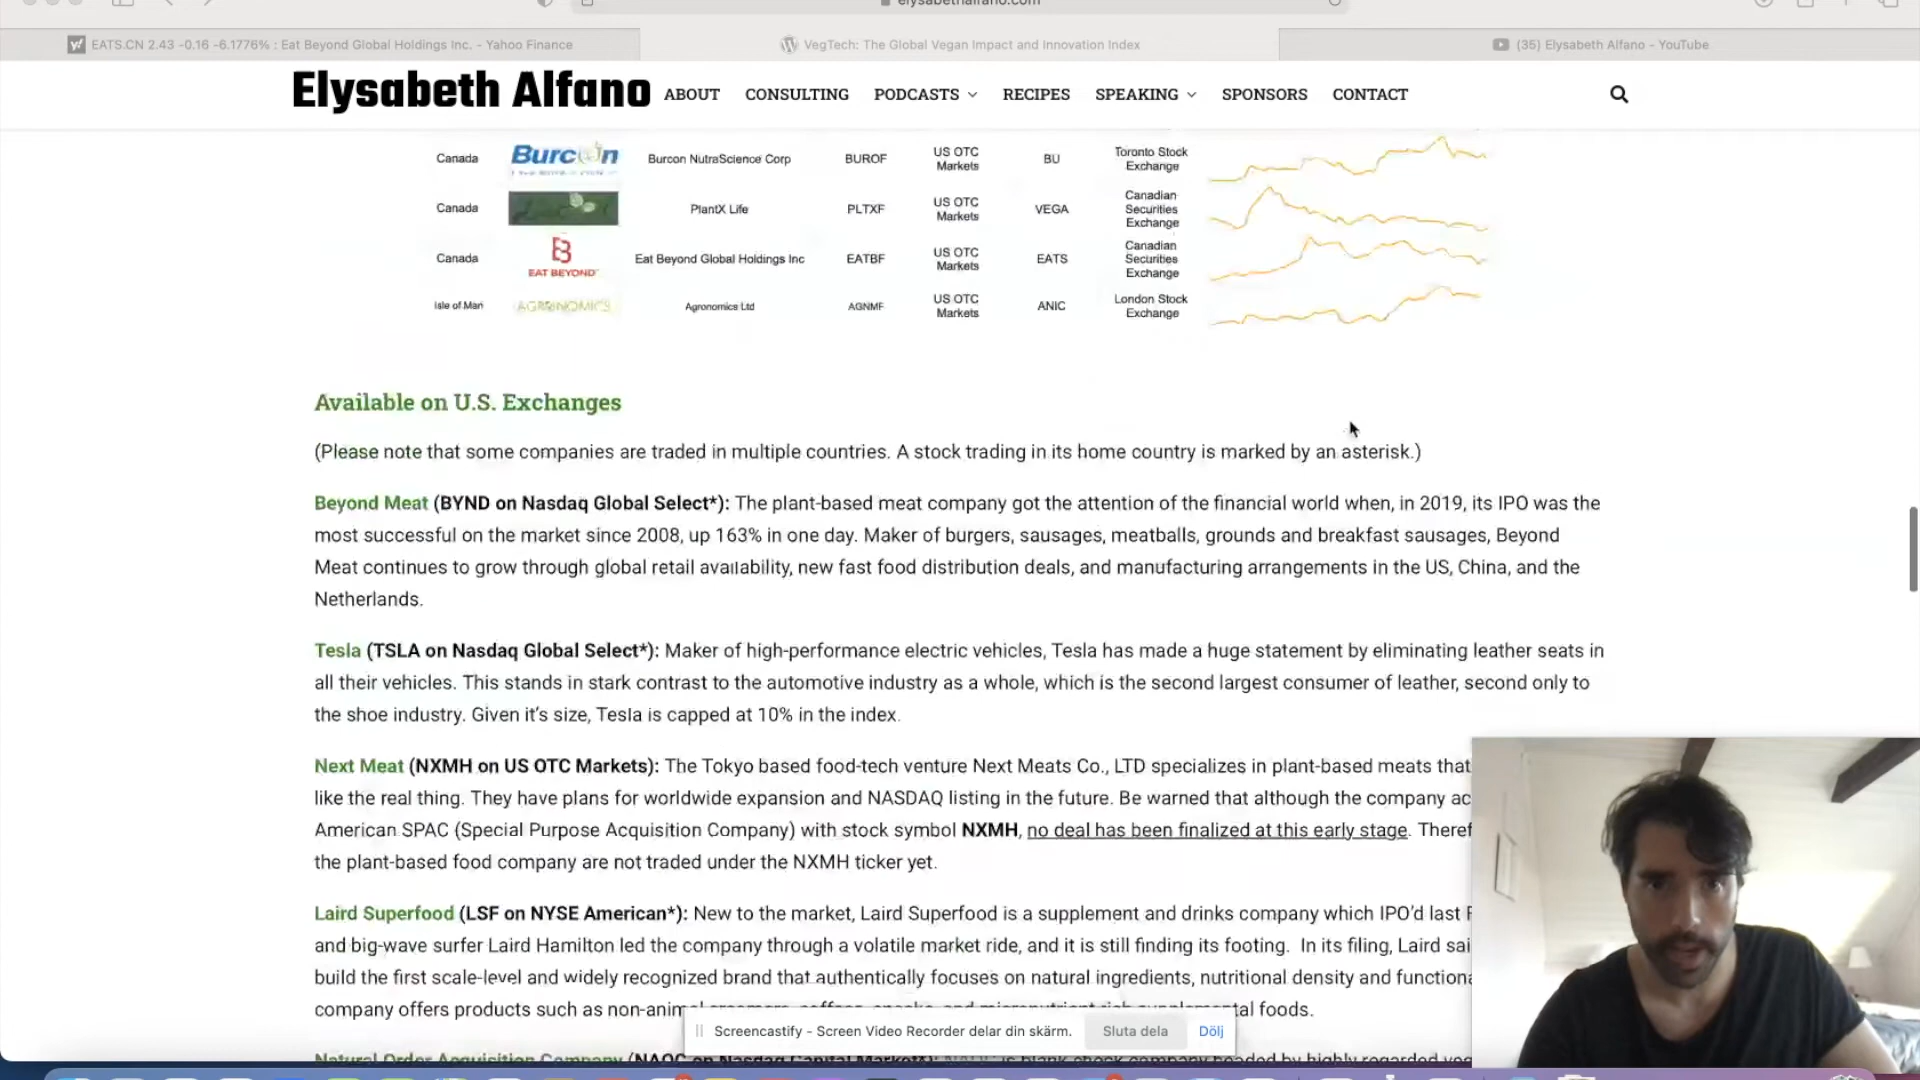 elysabethalfano.com
EATS.CN 2.43 -0.16 -6.1776% : Eat Beyond Global Holdings Inc. - Yahoo Finance
VegTech: The Global Vegan Impact and Innovation Index
(35) Elysabeth Alfano - YouTube
Elysabeth Alfano ABOUT CONSULTING PODCASTS RECIPES SPEAKING SPONSORS CONTACT
Canada Burcon Burcon NutraScience Corp BUROF US OTC Markets BU Toronto Stock Exchange
Canada PlantX Life PLTXF US OTC Markets VEGA Canadian Securities Exchange
Canada EAT BEYOND Eat Beyond Global Holdings Inc EATBF US OTC Markets EATS Canadian Securities Exchange
Isle of Man AGRONOMICS Agronomics Ltd AGNMF US OTC Markets ANIC London Stock Exchange
Available on U.S. Exchanges
(Please note that some companies are traded in multiple countries. A stock trading in its home country is marked by an asterisk.)
Beyond Meat (BYND on Nasdaq Global Select*): The plant-based meat company got the attention of the financial world when, in 2019, its IPO was the
most successful on the market since 2008, up 163% in one day. Maker of burgers, sausages, meatballs, grounds and breakfast sausages, Beyond
Meat continues to grow through global retail availability, new fast food distribution deals, and manufacturing arrangements in the US, China, and the
Netherlands.
Tesla (TSLA on Nasdaq Global Select*): Maker of high-performance electric vehicles, Tesla has made a huge statement by eliminating leather seats in
all their vehicles. This stands in stark contrast to the automotive industry as a whole, which is the second largest consumer of leather, second only to
the shoe industry. Given it's size, Tesla is capped at 10% in the index.
Next Meat (NXMH on US OTC Markets): The Tokyo based food-tech venture Next Meats Co., LTD specializes in plant-based meats that
like the real thing. They have plans for worldwide expansion and NASDAQ listing in the future. Be warned that although the company ac
American SPAC (Special Purpose Acquisition Company) with stock symbol NXMH, no deal has been finalized at this early stage. Theref
the plant-based food company are not traded under the NXMH ticker yet.
Laird Superfood (LSF on NYSE American*): New to the market, Laird Superfood is a supplement and drinks company which IPO'd last F
and big-wave surfer Laird Hamilton led the company through a volatile market ride, and it is still finding its footing. In its filing, Laird sai
build the first scale-level and widely recognized brand that authentically focuses on natural ingredients, nutritional density and functiona
company offers products such as non-anim tal foods.
Screencastify - Screen Video Recorder delar din skärm. Sluta dela Dölj
Natural Order Acquisition Company (NAOC on Nasdaq Capital Market*):